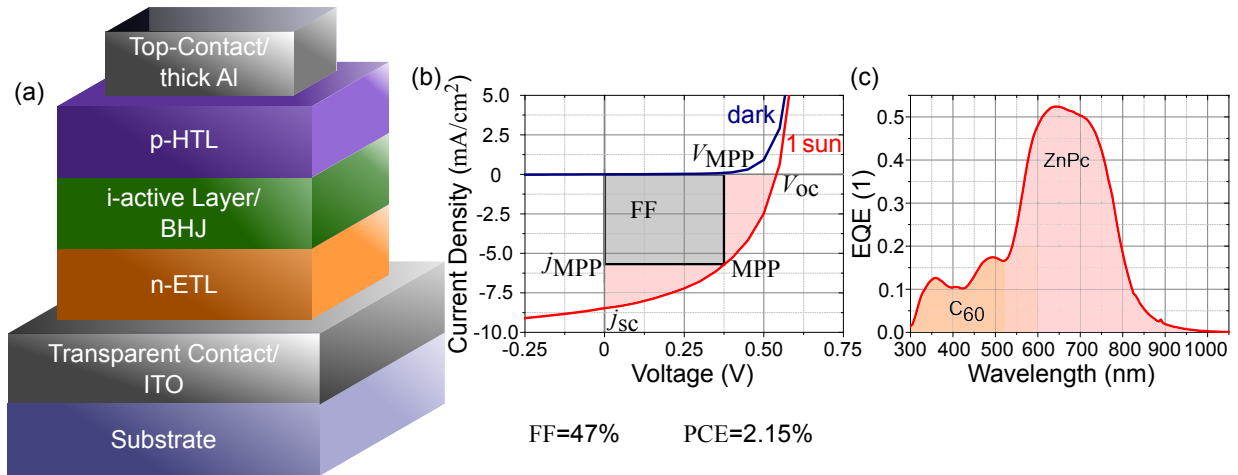 (a)
Top-Contact/
thick Al
p-HTL
i-active Layer/
BHJ
n-ETL
Transparent Contact/
ITO
Substrate
(b)
Current Density (mA/cm²)
5.0
2.5
0
-2.5
-5.0
-7.5
-10.0
dark
1 sun
VMPP
Voc
FF
jMPP
MPP
jsc
-0.25
0
0.25
0.50
0.75
Voltage (V)
FF=47%
PCE=2.15%
(c)
EQE (1)
0.5
0.4
0.3
0.2
0.1
0.0
ZnPc
C60
300
400
500
600
700
800
900
1000
Wavelength (nm)